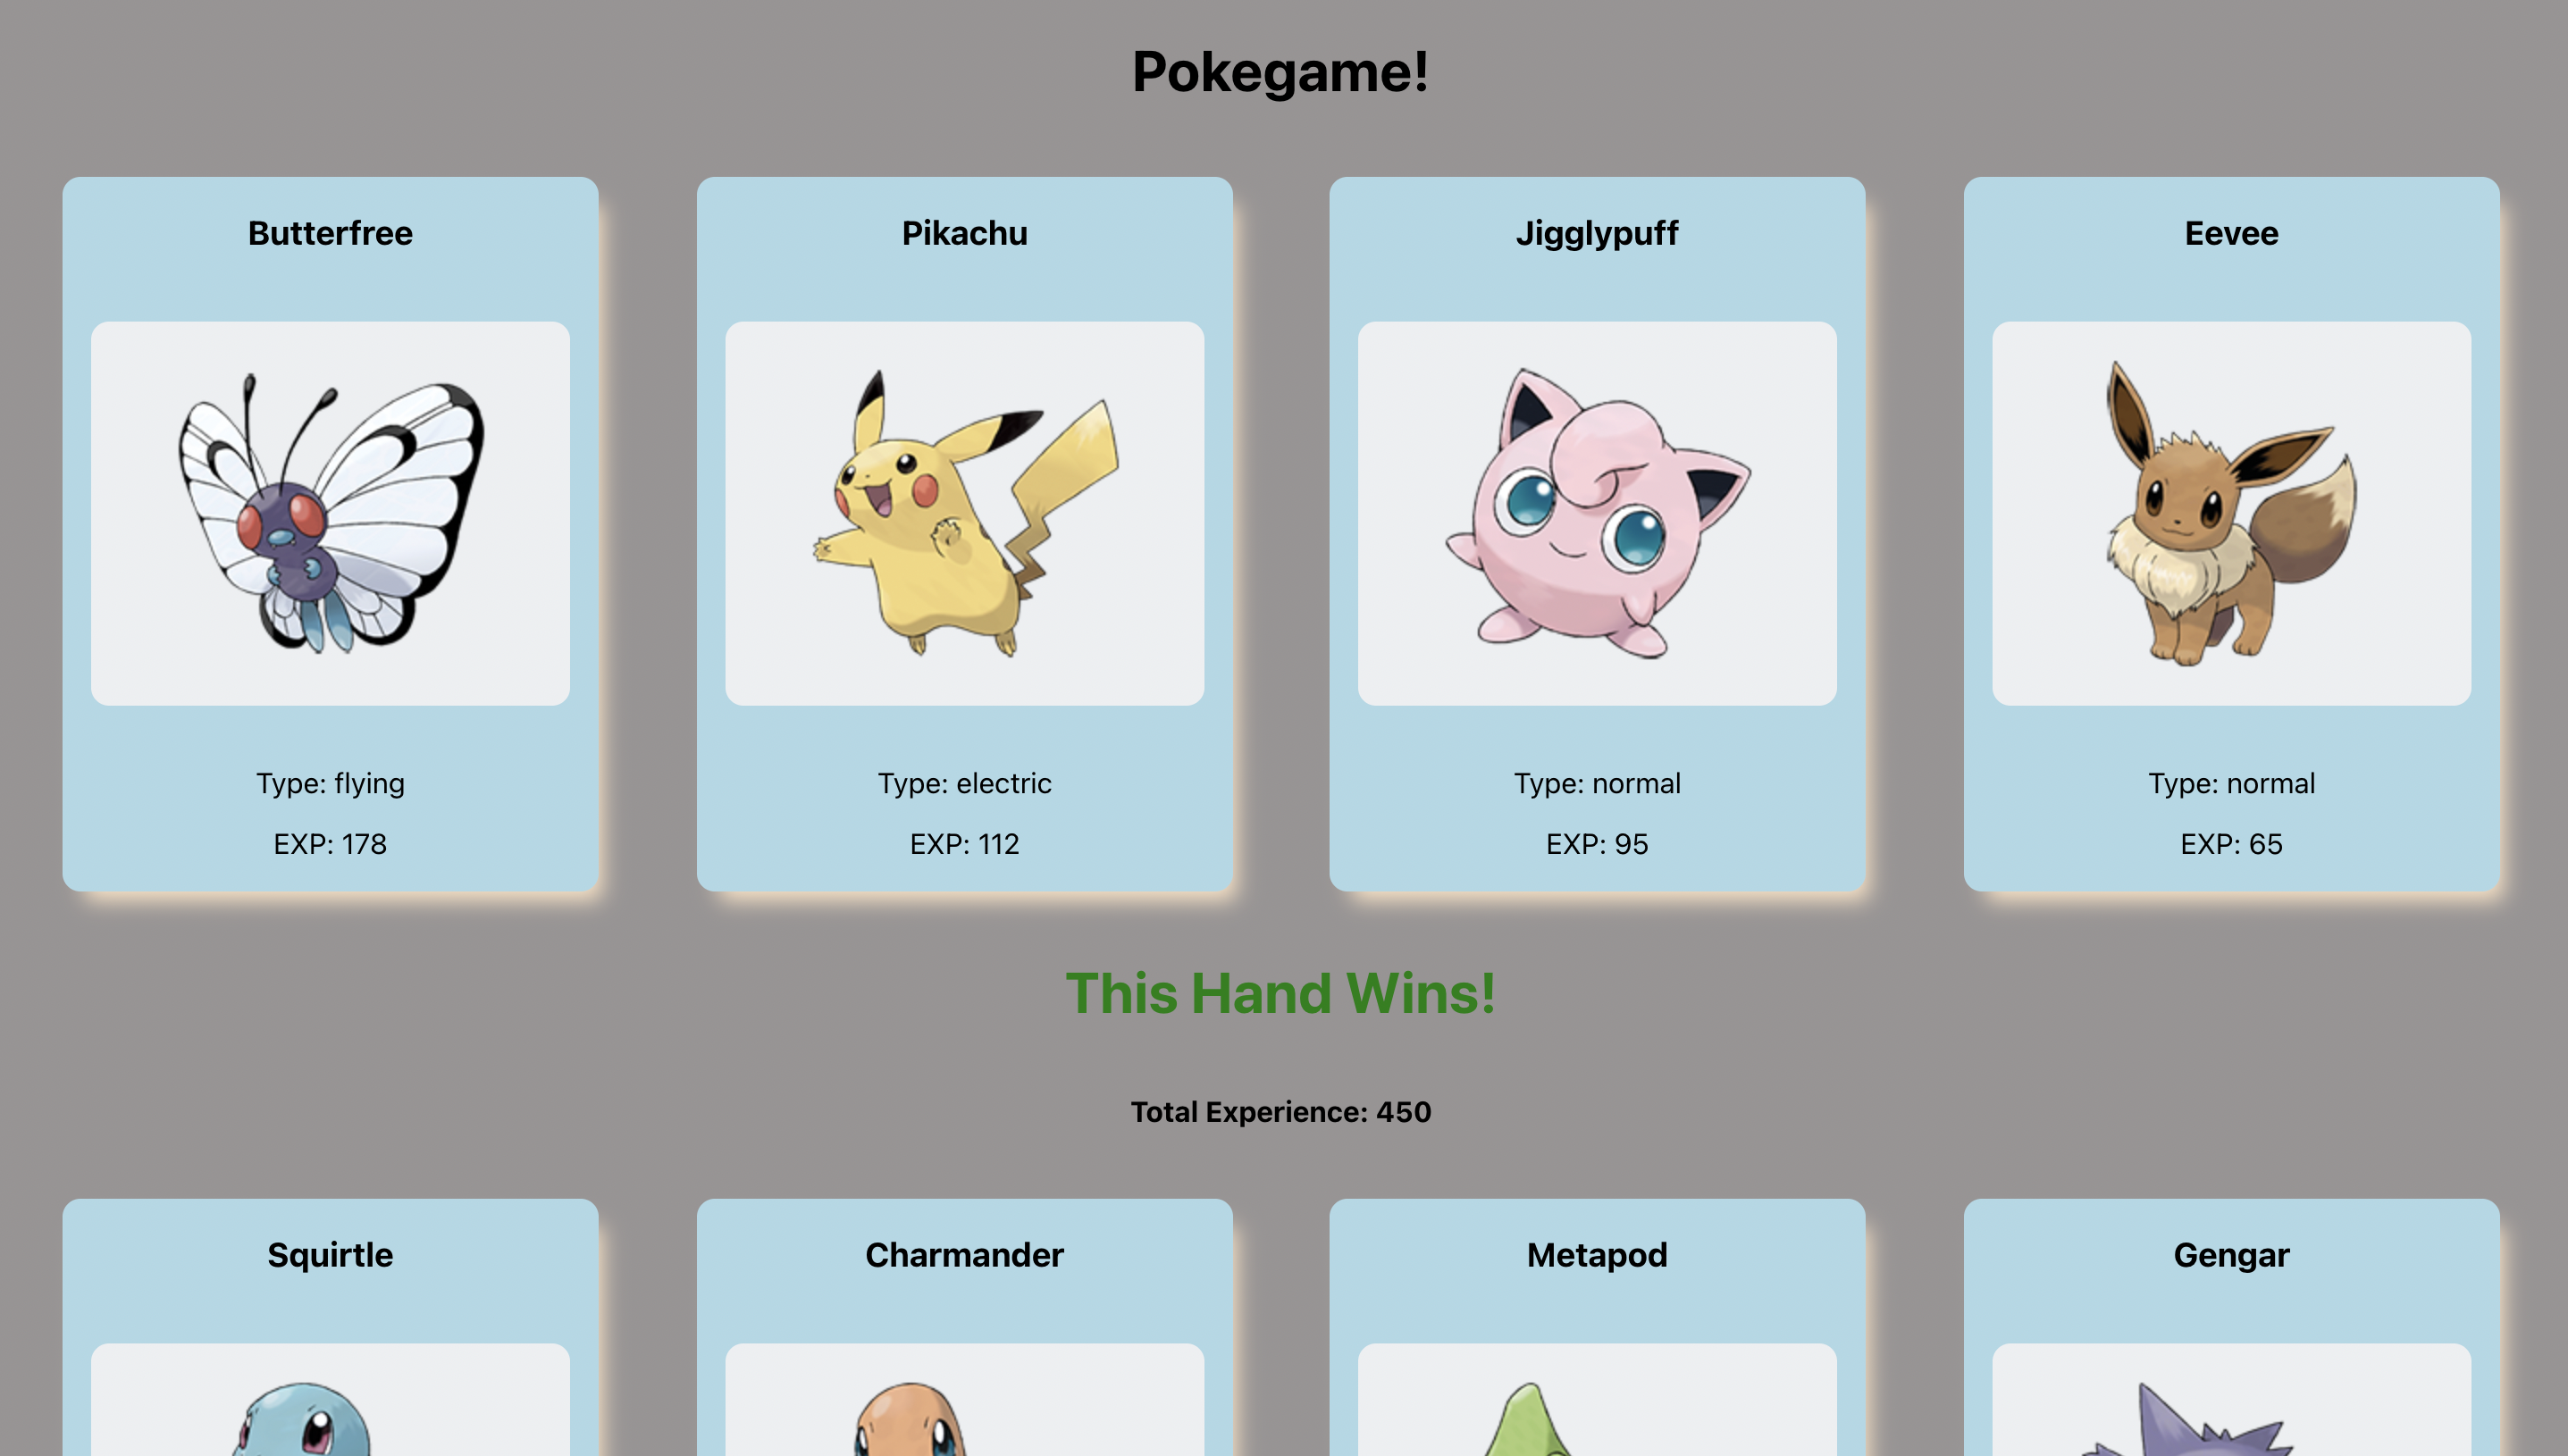 Pokegame!
Butterfree
Type: flying
EXP: 178
Pikachu
Type: electric
EXP: 112
Jigglypuff
Type: normal
EXP: 95
Eevee
Type: normal
EXP: 65
This Hand Wins!
Total Experience: 450
Squirtle
Charmander
Metapod
Gengar